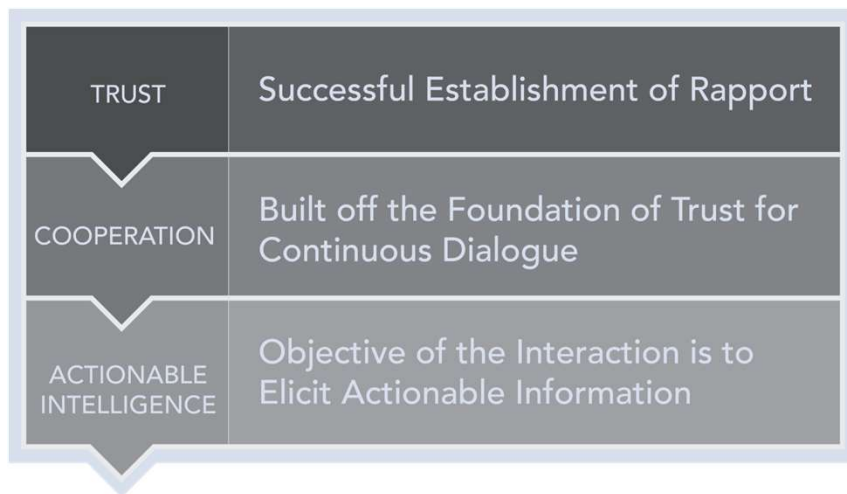 TRUST
Successful Establishment of Rapport
COOPERATION
Built off the Foundation of Trust for
Continuous Dialogue
ACTIONABLE
INTELLIGENCE
Objective of the Interaction is to
Elicit Actionable Information